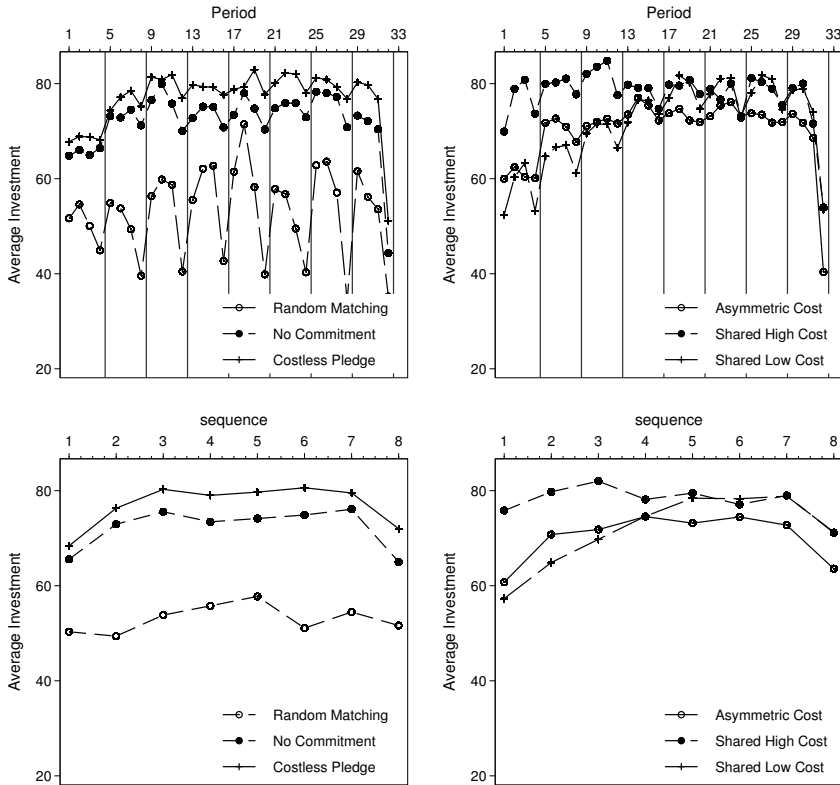 Period
1 5 9 13 17 21 25 29 33
80
60
40
20
Average Investment
Random Matching
No Commitment
Costless Pledge
Period
1 5 9 13 17 21 25 29 33
80
60
40
20
Average Investment
Asymmetric Cost
Shared High Cost
Shared Low Cost
sequence
1 2 3 4 5 6 7 8
80
60
40
20
Average Investment
Random Matching
No Commitment
Costless Pledge
sequence
1 2 3 4 5 6 7 8
80
60
40
20
Average Investment
Asymmetric Cost
Shared High Cost
Shared Low Cost